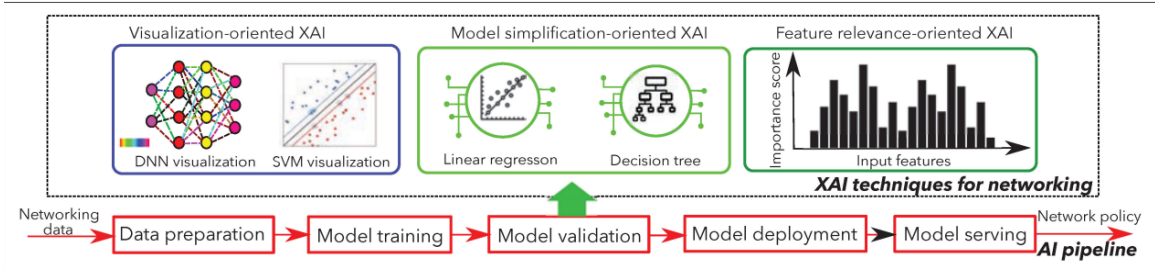 Visualization-oriented XAI
Model simplification-oriented XAI
Feature relevance-oriented XAI
DNN visualization
SVM visualization
Linear regresson
Decision tree
Importance score
Input features
XAI techniques for networking
Networking
data
Data preparation
Model training
Model validation
Model deployment
Model serving
Network policy
AI pipeline